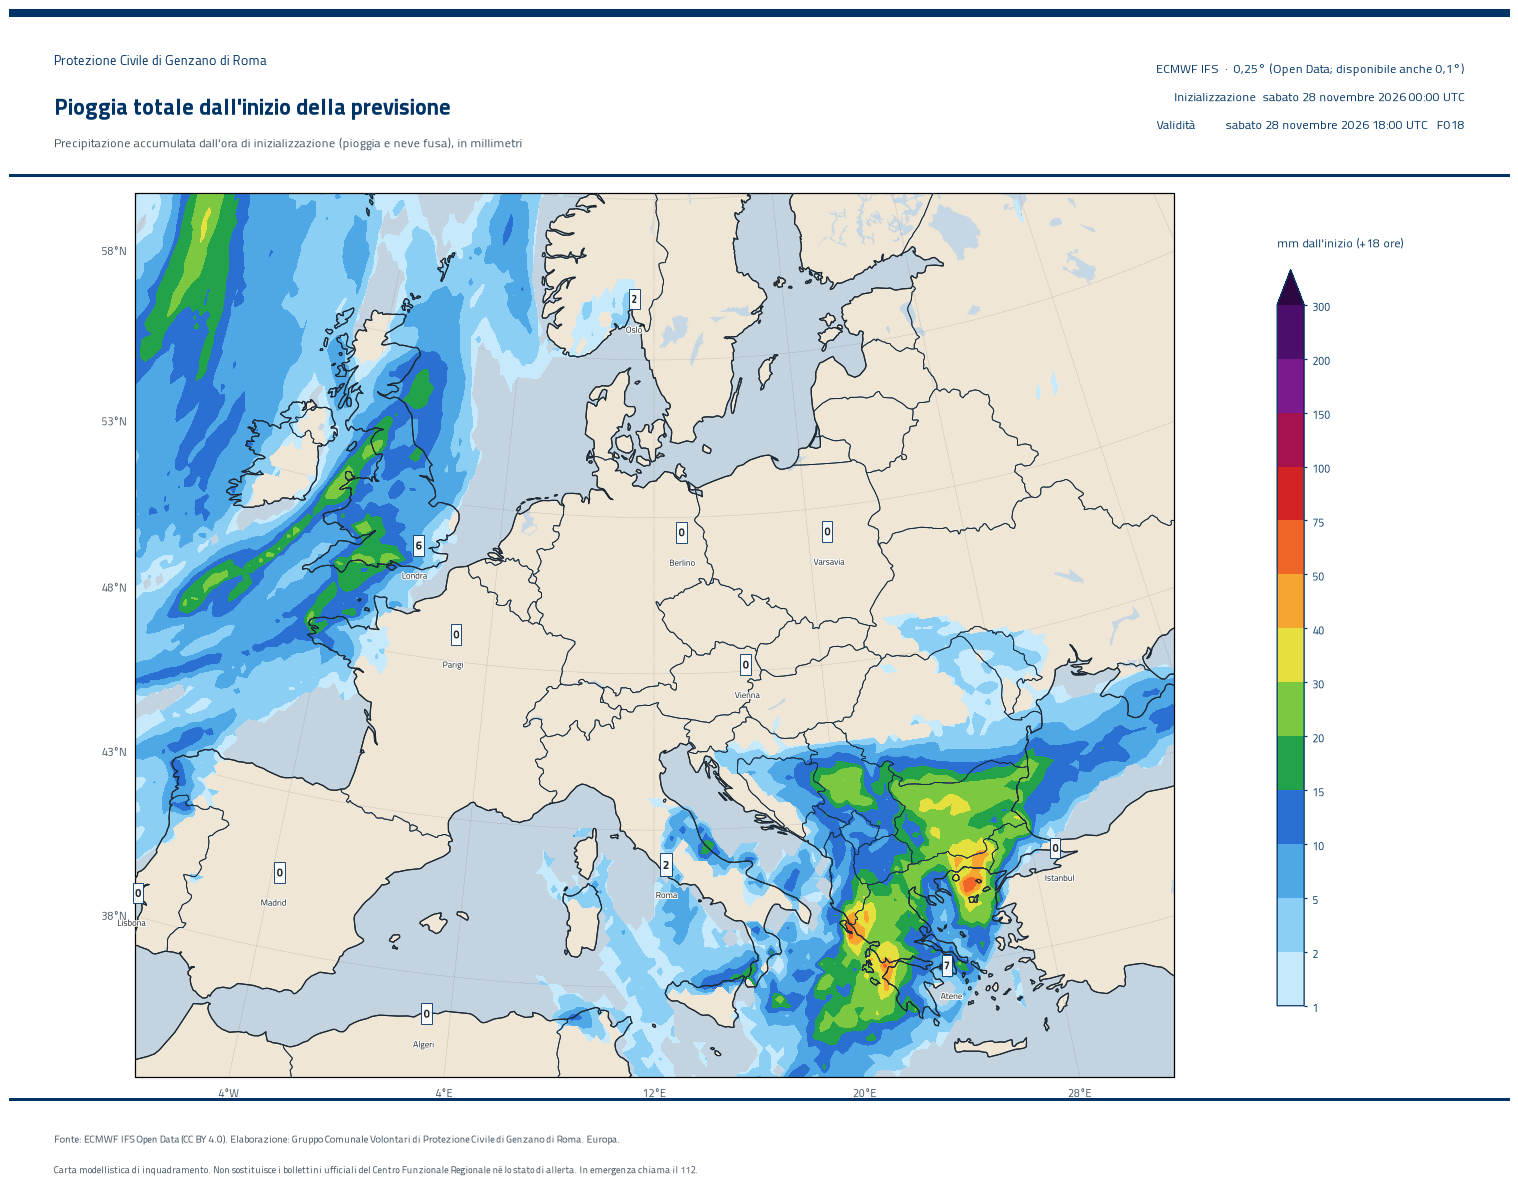 Protezione Civile di Genzano di Roma
Pioggia totale dall'inizio della previsione
Precipitazione accumulata dall'ora di inizializzazione (pioggia e neve fusa), in millimetri
ECMWF IFS · 0,25° (Open Data; disponibile anche 0,1°)
Inizializzazione sabato 28 novembre 2026 00:00 UTC
Validità sabato 28 novembre 2026 18:00 UTC F018
mm dall'inizio (+18 ore)
300
200
150
100
75
50
40
30
20
15
10
5
2
1
58°N
53°N
48°N
43°N
38°N
4°W
4°E
12°E
20°E
28°E
2
Oslo
6
Londra
0
Berlino
0
Varsavia
0
Parigi
0
Vienna
0
Madrid
0
Lisbona
2
Roma
0
Istanbul
7
Atene
0
Algeri
Fonte: ECMWF IFS Open Data (CC BY 4.0). Elaborazione: Gruppo Comunale Volontari di Protezione Civile di Genzano di Roma. Europa.
Carta modellistica di inquadramento. Non sostituisce i bollettini ufficiali del Centro Funzionale Regionale né lo stato di allerta. In emergenza chiama il 112.